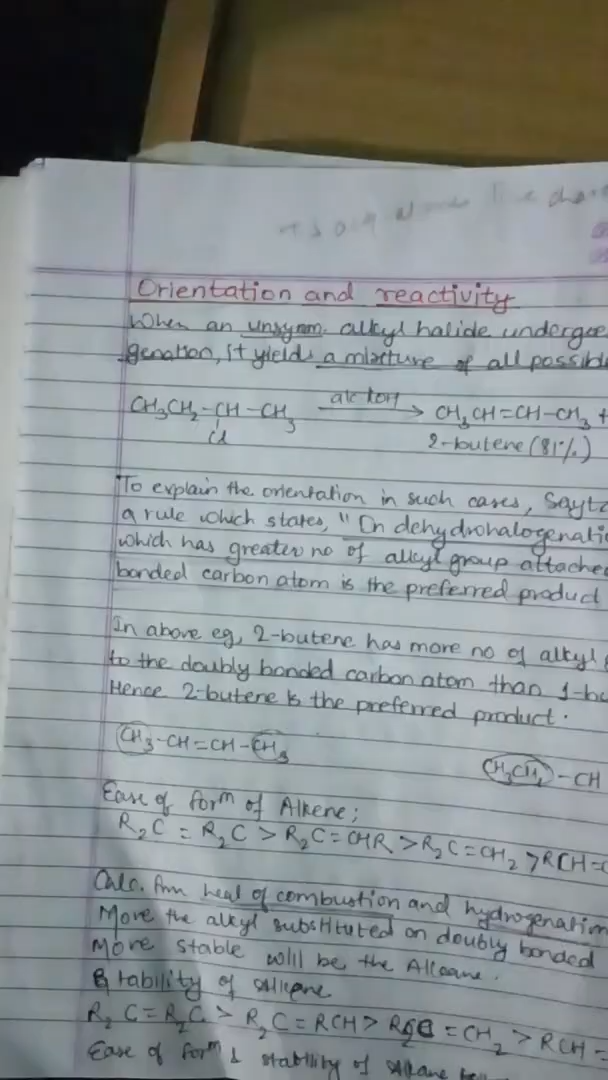 Orientation and reactivity
When an unsymm. alkyl halide undergoe
genation, it yields a mixture of all possibl
CH₃CH₂-CH-CH₃ alc KOH → CH₃CH=CH-CH₃ +
Cl 2-butene (81%)
To explain the orientation in such cases, Saytz
a rule which states, "On dehydrohalogenati
which has greater no of alkyl group attache
bonded carbon atom is the preferred product
In above eg, 2-butene has more no of alkyl g
to the doubly bonded carbon atom than 1-bu
Hence 2-butene is the preferred product.
CH₃-CH=CH-CH₃ CH₃CH₂-CH
Ease of form of Alkene;
R₂C = R₂C > R₂C=CHR > R₂C=CH₂ > RCH=C
Calc. from heat of combustion and hydrogenation
More the alkyl substituted on doubly bonded
More stable will be the
Stability of
R₂C=R₂C > R₂C=RCH > =CH₂ > RCH=
Ease of form & stability of